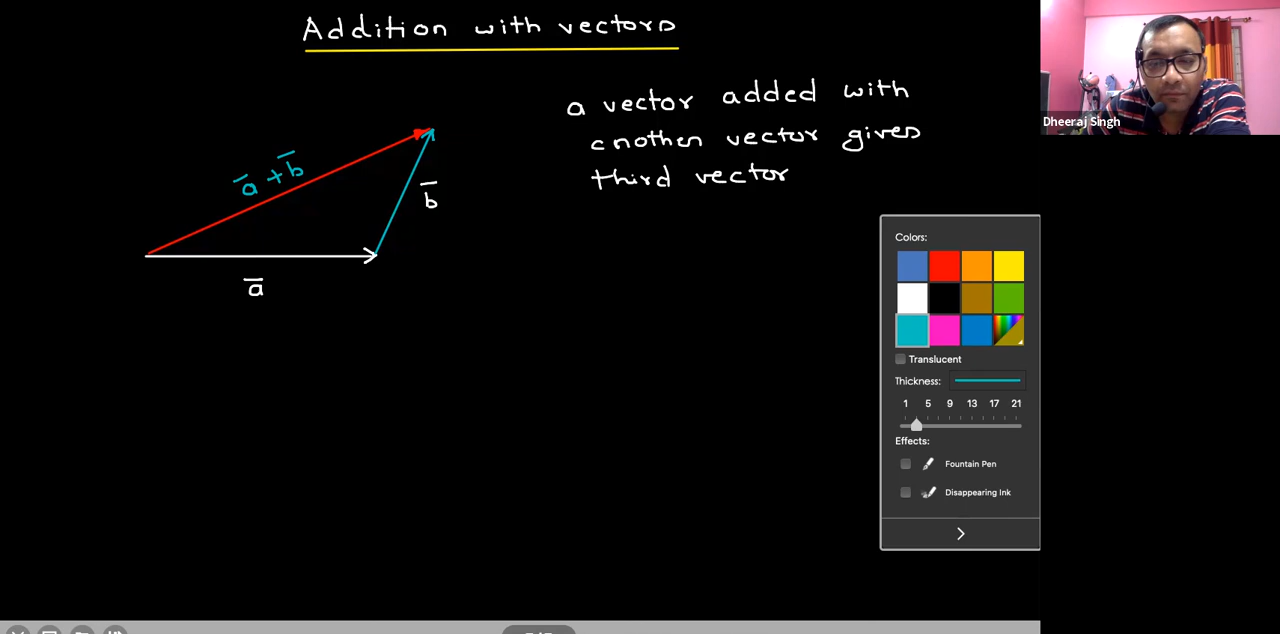 Addition with vectors
a vector added with
another vector gives
third vector
a + b
b
a
Dheeraj Singh
Colors:
Translucent
Thickness:
1 5 9 13 17 21
Effects:
Fountain Pen
Disappearing Ink